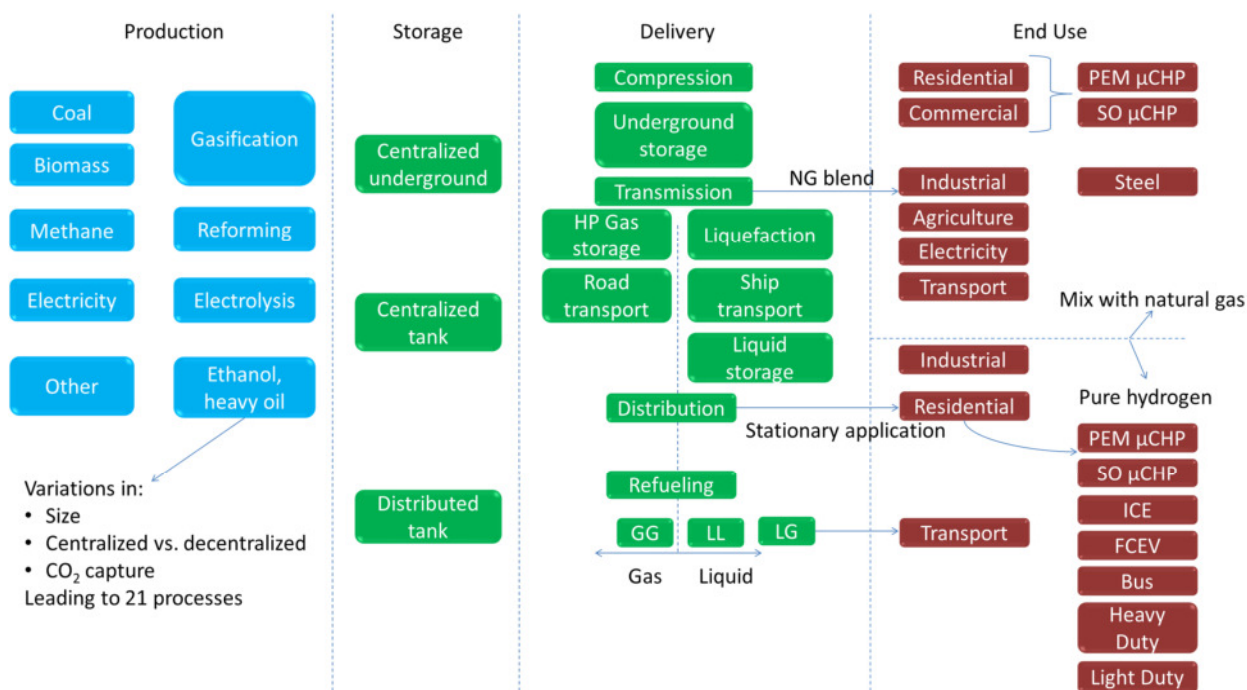 Production
Storage
Delivery
End Use
Coal
Biomass
Gasification
Methane
Reforming
Electricity
Electrolysis
Other
Ethanol,
heavy oil
Variations in:
• Size
• Centralized vs. decentralized
• CO₂ capture
Leading to 21 processes
Centralized
underground
Centralized
tank
Distributed
tank
Compression
Underground
storage
Transmission
NG blend
HP Gas
storage
Liquefaction
Road
transport
Ship
transport
Liquid
storage
Distribution
Stationary application
Refueling
GG
LL
LG
Gas
Liquid
Residential
Commercial
PEM μCHP
SO μCHP
Industrial
Steel
Agriculture
Electricity
Transport
Mix with natural gas
Industrial
Residential
Pure hydrogen
PEM μCHP
SO μCHP
ICE
Transport
FCEV
Bus
Heavy
Duty
Light Duty